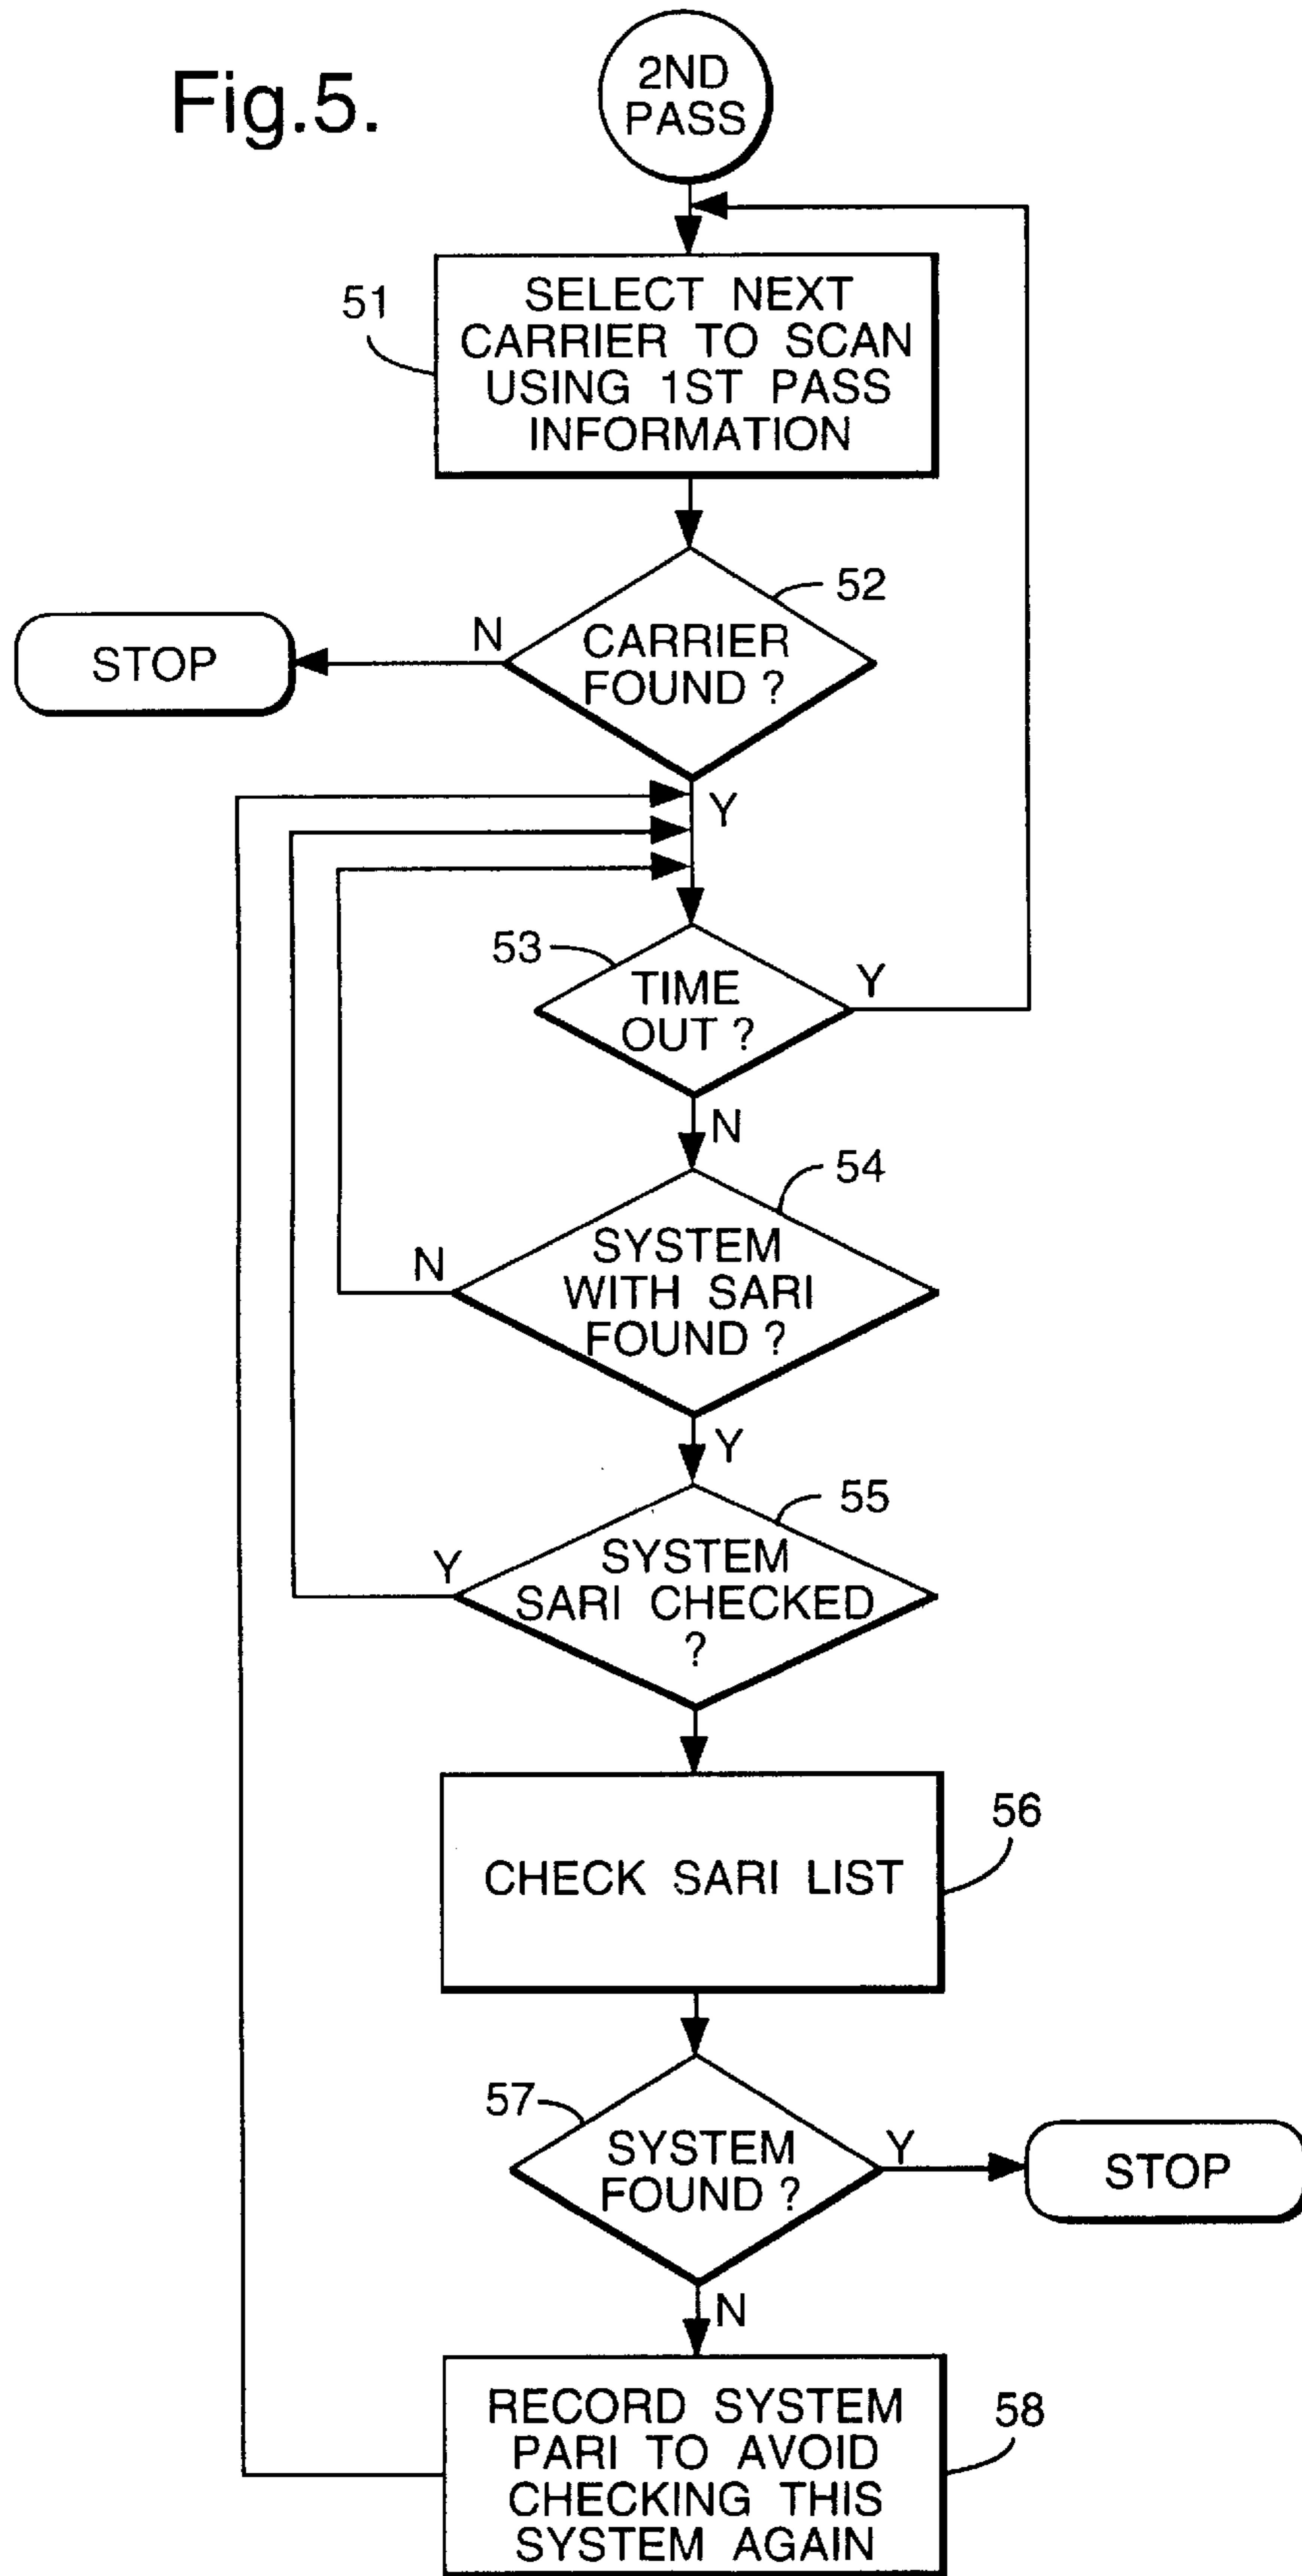 Fig.5.
2ND
PASS
51
SELECT NEXT
CARRIER TO SCAN
USING 1ST PASS
INFORMATION
52
CARRIER
FOUND ?
N
STOP
Y
53
TIME
OUT ?
Y
N
54
SYSTEM
WITH SARI
FOUND ?
N
Y
55
SYSTEM
SARI CHECKED
?
Y
56
CHECK SARI LIST
57
SYSTEM
FOUND ?
Y
STOP
N
58
RECORD SYSTEM
PARI TO AVOID
CHECKING THIS
SYSTEM AGAIN